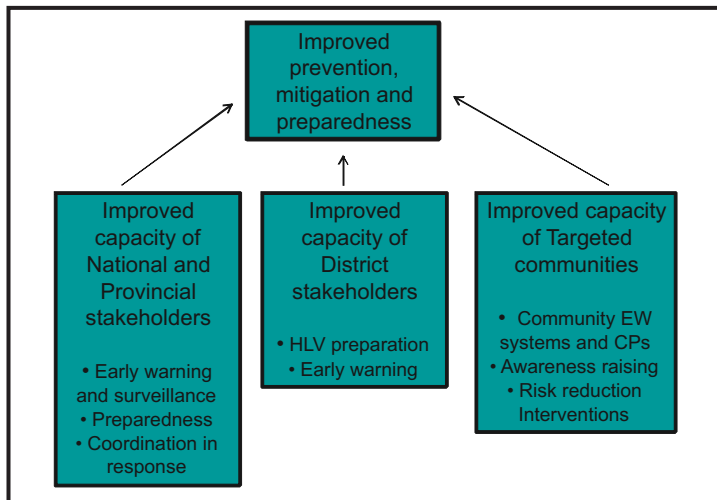 Improved
prevention,
mitigation and
preparedness
Improved
capacity of
National and
Provincial
stakeholders
• Early warning
and surveillance
• Preparedness
• Coordination in
response
Improved
capacity of
District
stakeholders
• HLV preparation
• Early warning
Improved capacity
of Targeted
communities
• Community EW
systems and CPs
• Awareness raising
• Risk reduction
Interventions